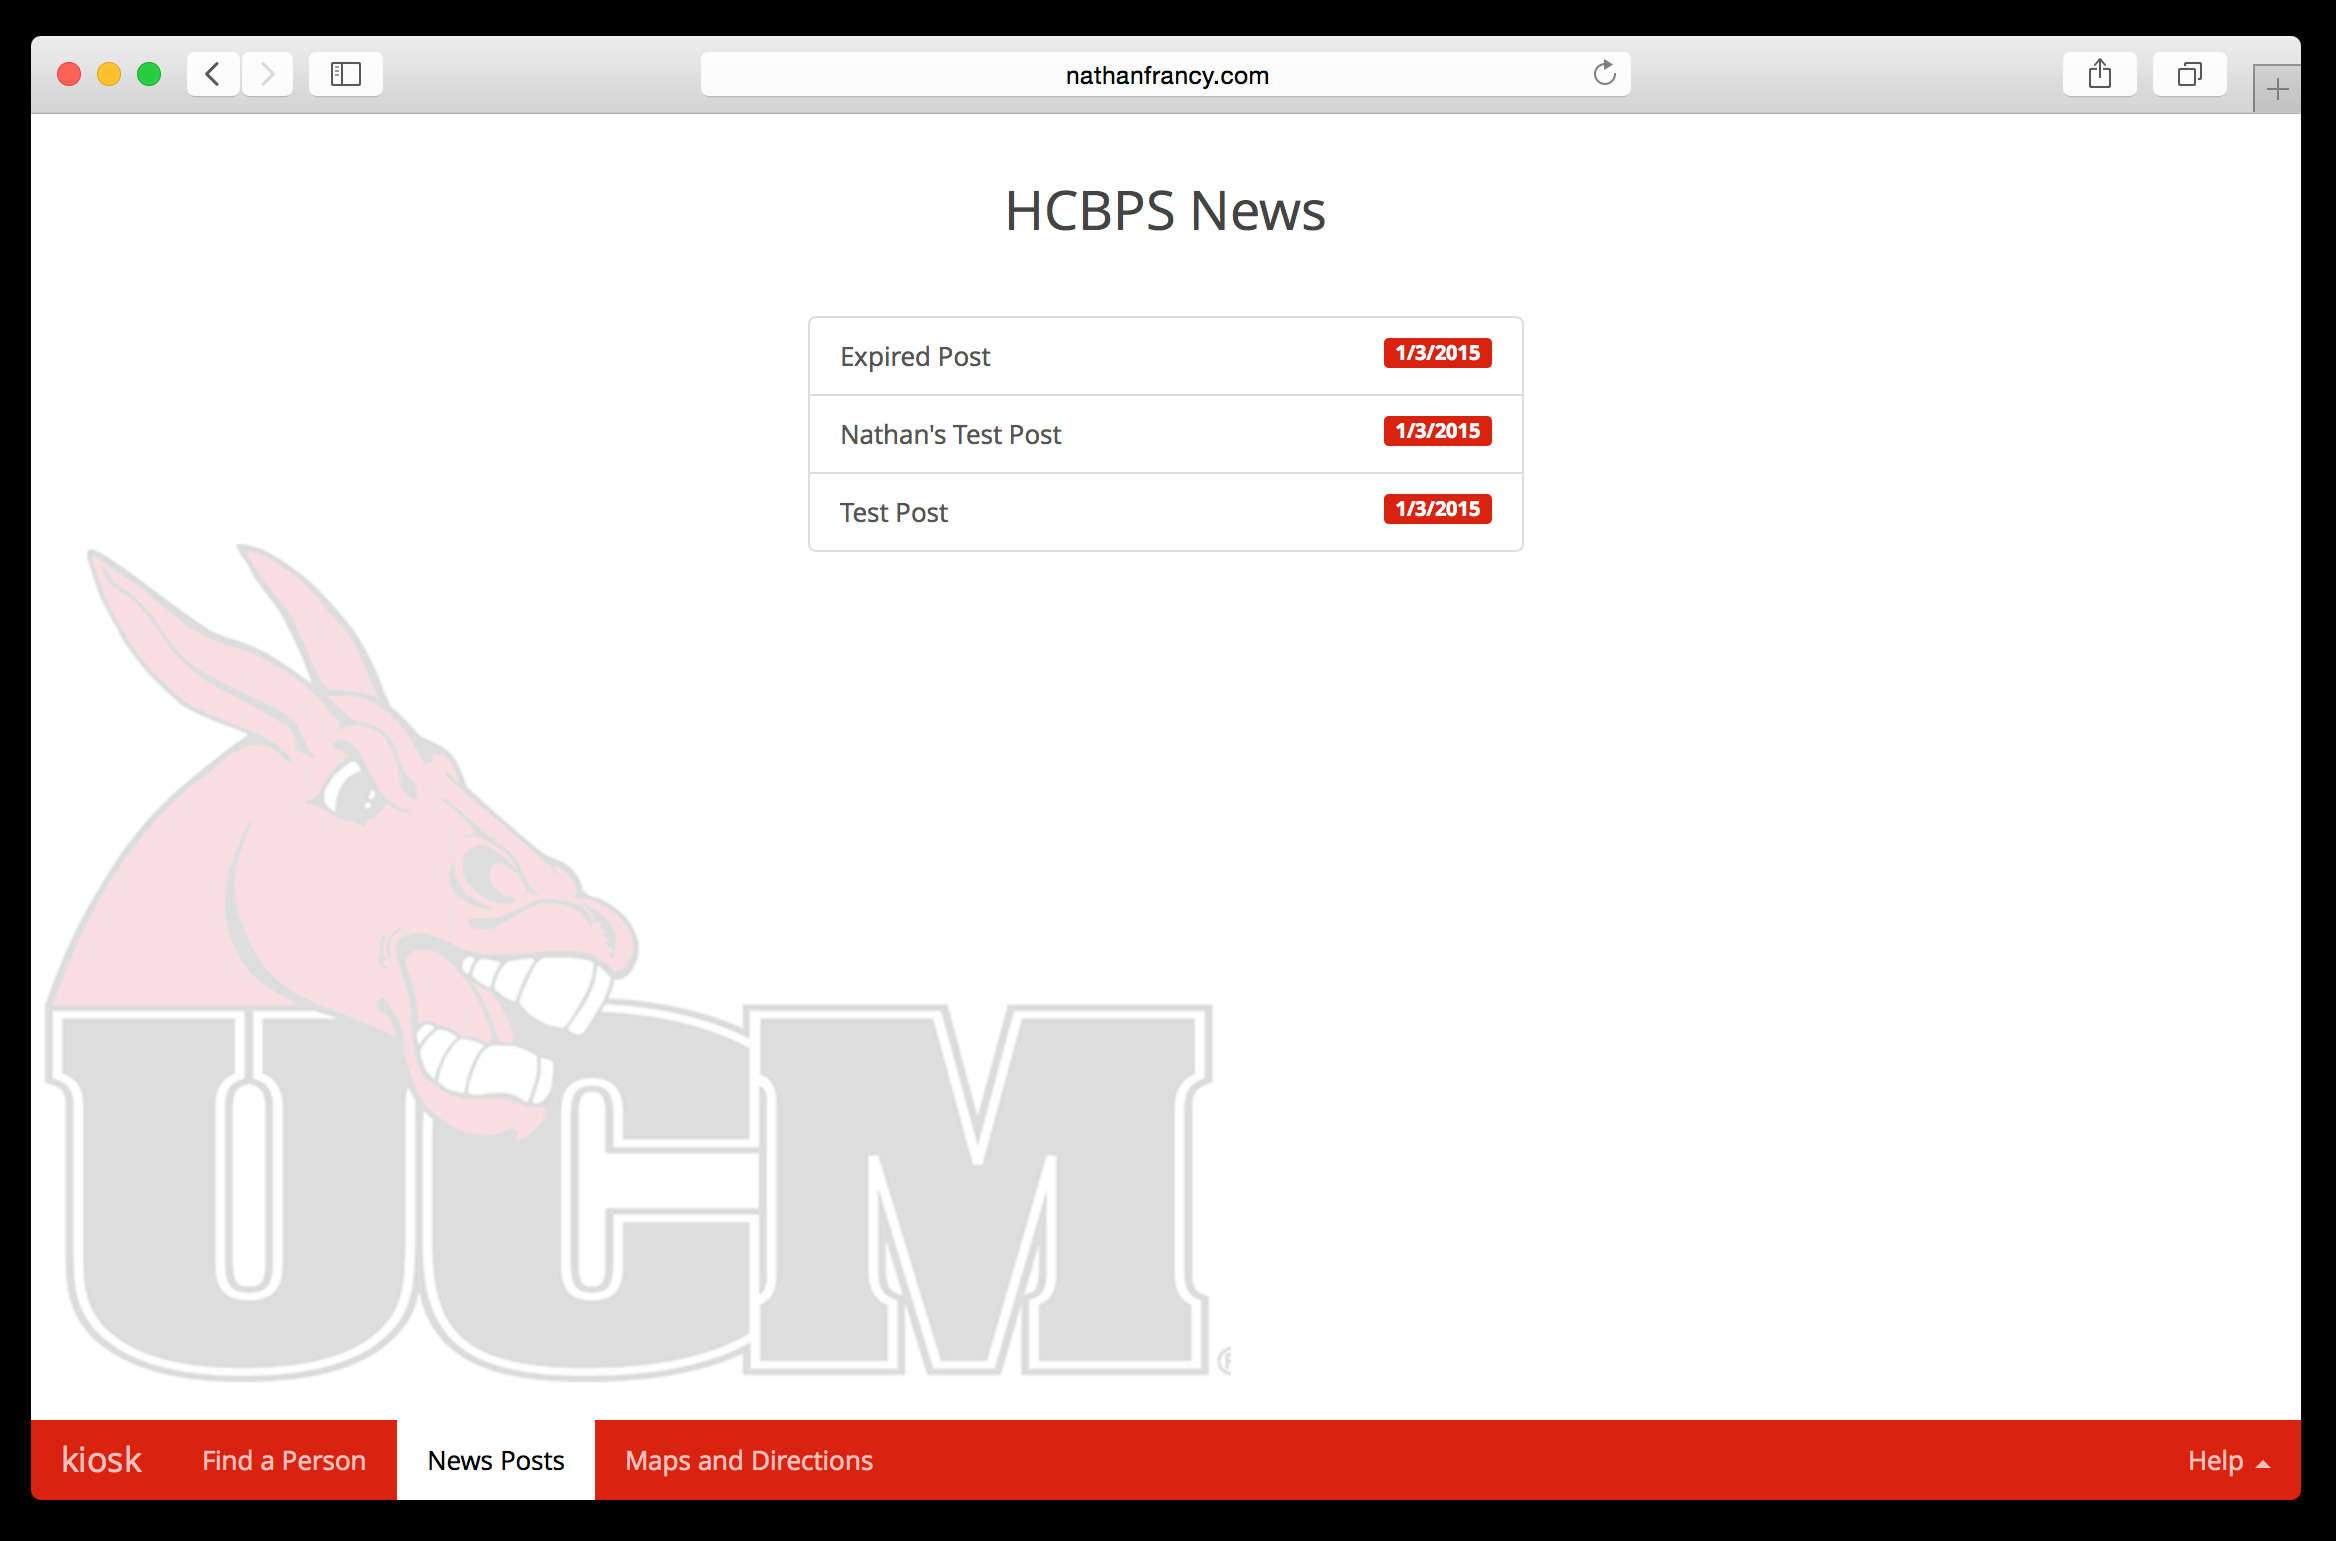 nathanfrancy.com
HCBPS News
Expired Post 1/3/2015
Nathan's Test Post 1/3/2015
Test Post 1/3/2015
UCM
®
kiosk Find a Person News Posts Maps and Directions Help